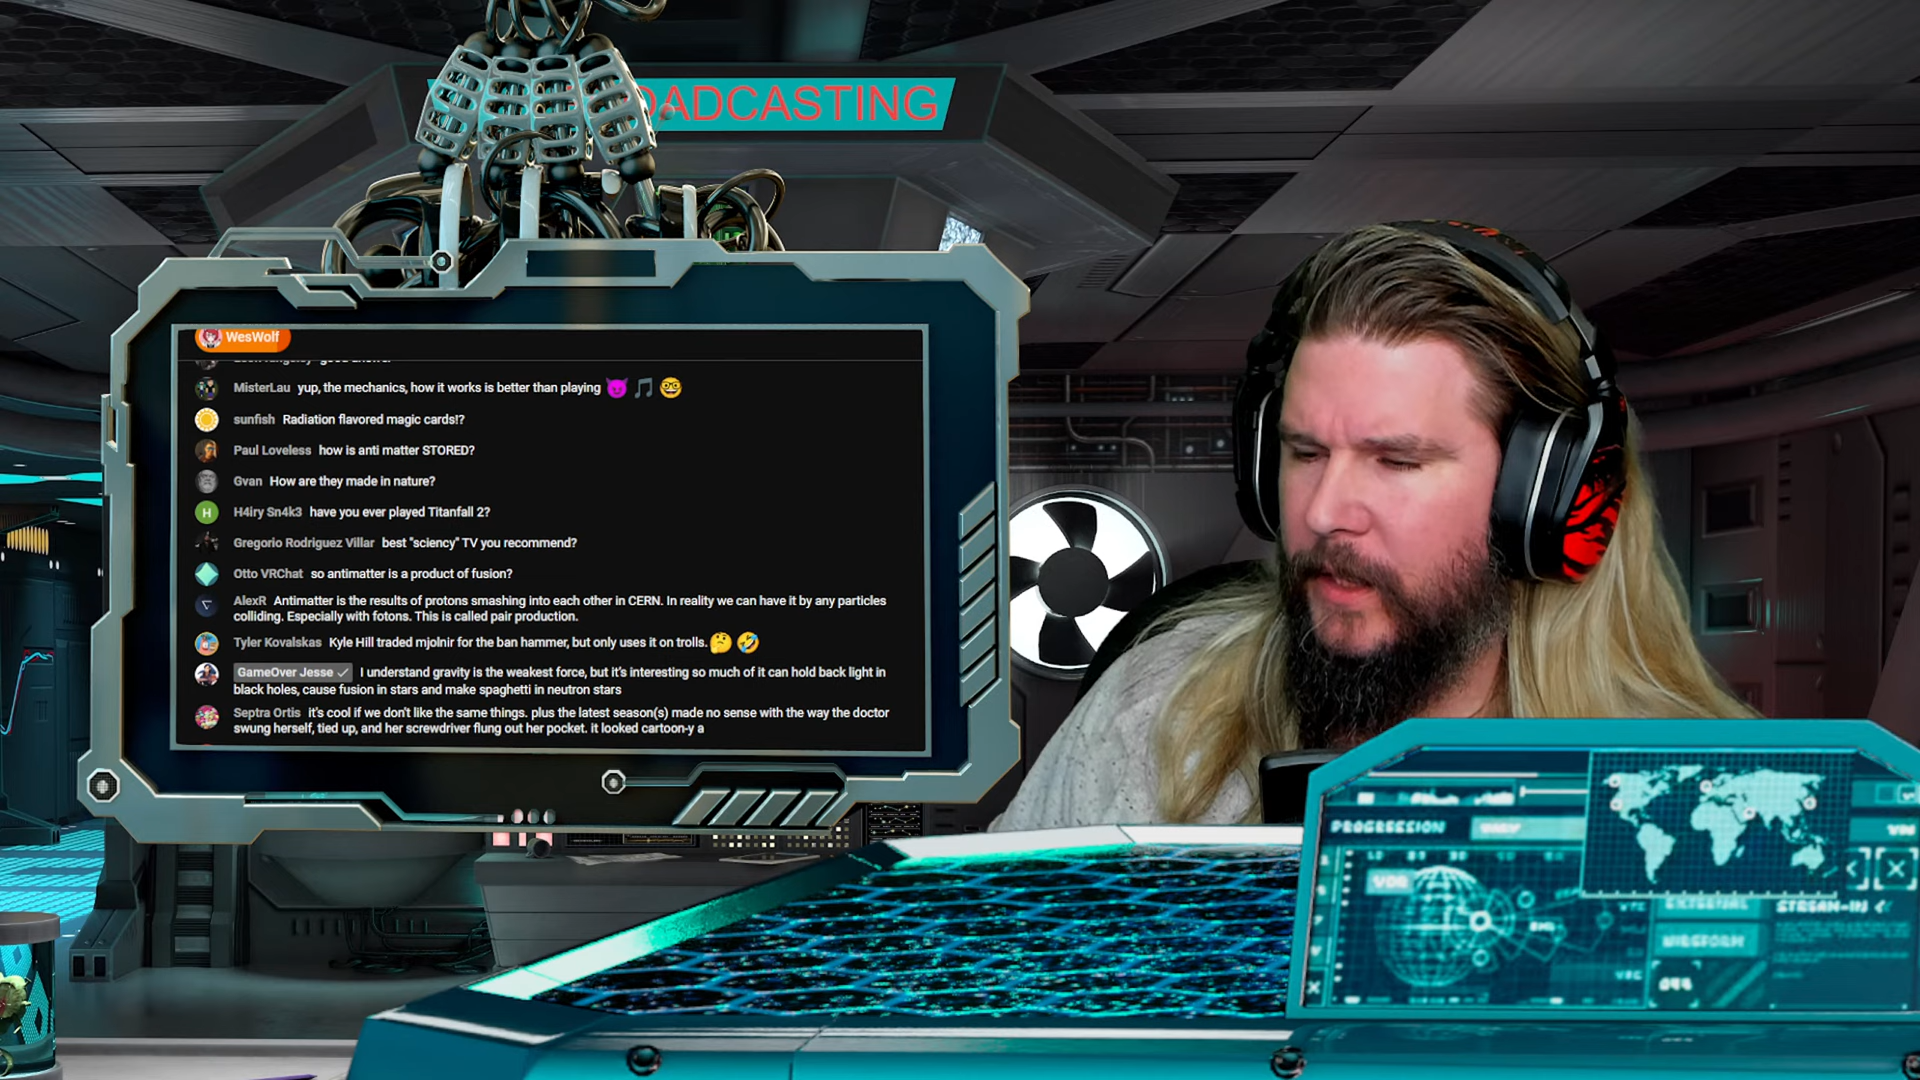 OADCASTING
WesWolf
MisterLau yup, the mechanics, how it works is better than playing 😈 🎵 🤓
sunfish Radiation flavored magic cards!?
Paul Loveless how is anti matter STORED?
Gvan How are they made in nature?
H H4iry Sn4k3 have you ever played Titanfall 2?
Gregorio Rodriguez Villar best "sciency" TV you recommend?
Otto VRChat so antimatter is a product of fusion?
AlexR Antimatter is the results of protons smashing into each other in CERN. In reality we can have it by any particles
colliding. Especially with fotons. This is called pair production.
Tyler Kovalskas Kyle Hill traded mjolnir for the ban hammer, but only uses it on trolls. 🤔 🤣
GameOver Jesse ✓ I understand gravity is the weakest force, but it's interesting so much of it can hold back light in
black holes, cause fusion in stars and make spaghetti in neutron stars
Septra Ortis it's cool if we don't like the same things. plus the latest season(s) made no sense with the way the doctor
swung herself, tied up, and her screwdriver flung out her pocket. it looked cartoon-y a
PROGRESSION
VDR
EXTERNAL
STREAM-IN